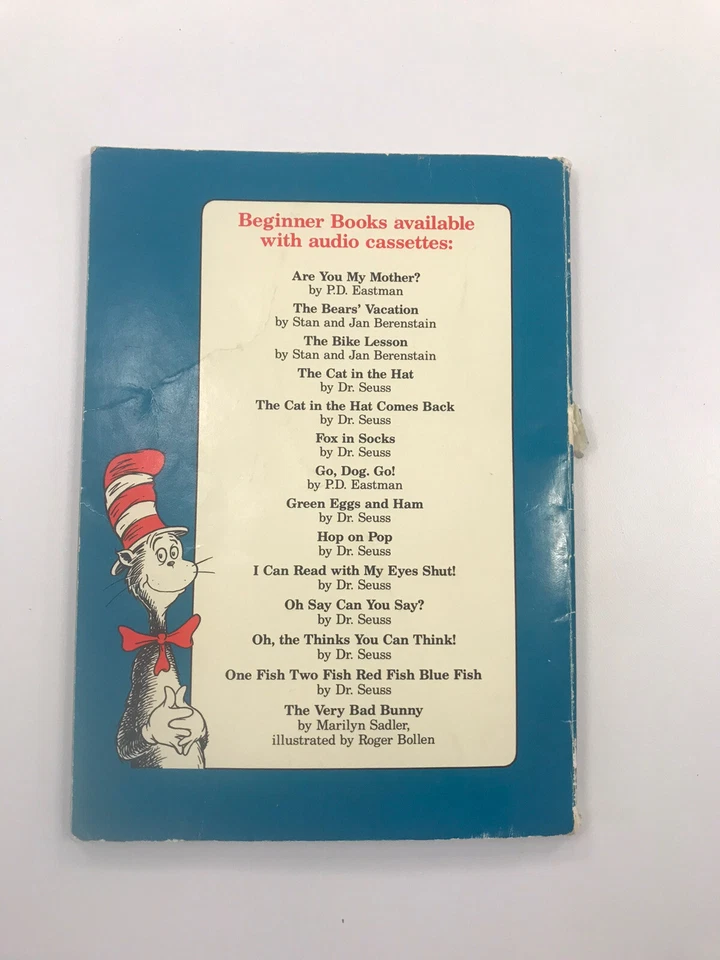 Beginner Books available
with audio cassettes:
Are You My Mother?
by P.D. Eastman
The Bears' Vacation
by Stan and Jan Berenstain
The Bike Lesson
by Stan and Jan Berenstain
The Cat in the Hat
by Dr. Seuss
The Cat in the Hat Comes Back
by Dr. Seuss
Fox in Socks
by Dr. Seuss
Go, Dog. Go!
by P.D. Eastman
Green Eggs and Ham
by Dr. Seuss
Hop on Pop
by Dr. Seuss
I Can Read with My Eyes Shut!
by Dr. Seuss
Oh Say Can You Say?
by Dr. Seuss
Oh, the Thinks You Can Think!
by Dr. Seuss
One Fish Two Fish Red Fish Blue Fish
by Dr. Seuss
The Very Bad Bunny
by Marilyn Sadler,
illustrated by Roger Bollen